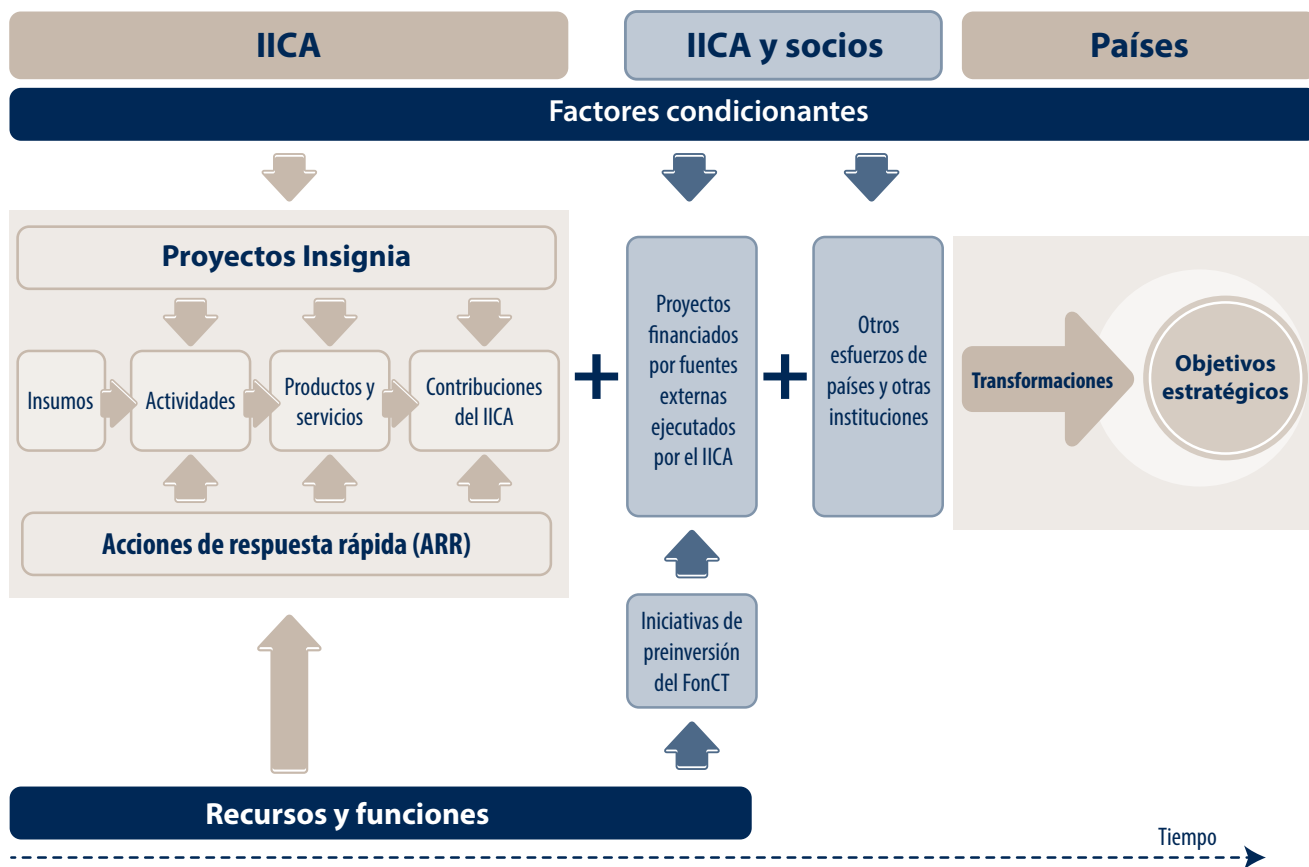 IICA
IICA y socios
Países
Factores condicionantes
Proyectos Insignia
Insumos
Actividades
Productos y
servicios
Contribuciones
del IICA
Acciones de respuesta rápida (ARR)
Proyectos
financiados
por fuentes
externas
ejecutados
por el IICA
Otros
esfuerzos de
países y otras
instituciones
Transformaciones
Objetivos
estratégicos
Iniciativas de
preinversión
del FonCT
Recursos y funciones
Tiempo